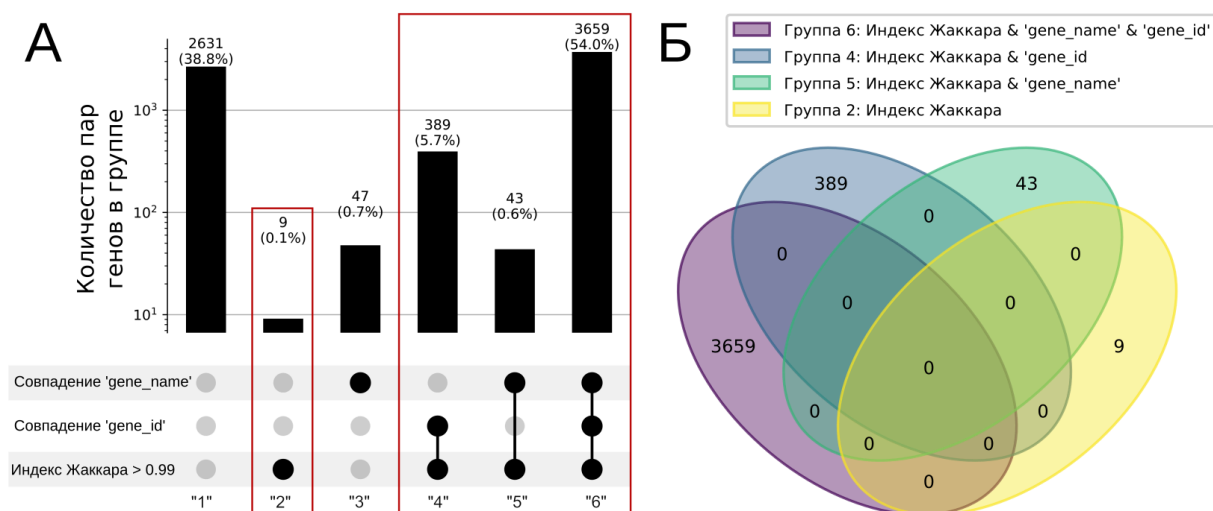 А
Количество пар
генов в группе
10³
10²
10¹
2631
(38.8%)
9
(0.1%)
47
(0.7%)
389
(5.7%)
43
(0.6%)
3659
(54.0%)
Совпадение 'gene_name'
Совпадение 'gene_id'
Индекс Жаккара > 0.99
"1" "2" "3" "4" "5" "6"
Б
Группа 6: Индекс Жаккара & 'gene_name' & 'gene_id'
Группа 4: Индекс Жаккара & 'gene_id
Группа 5: Индекс Жаккара & 'gene_name'
Группа 2: Индекс Жаккара
389 43
0
0 0
0 0
3659 9
0
0 0
0 0
0